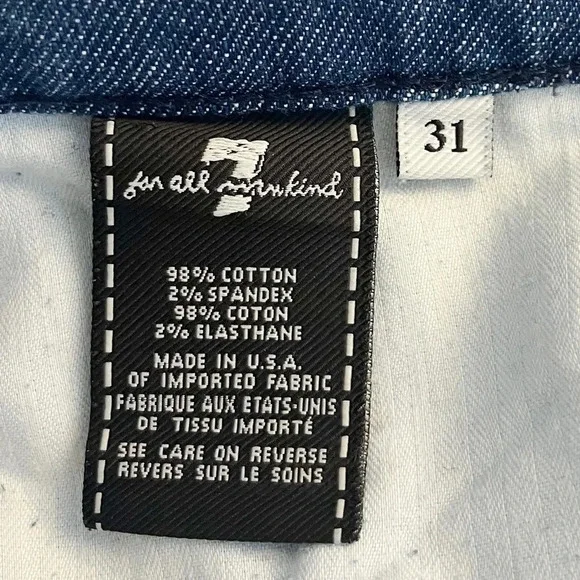 7
for all mankind
31
98% COTTON
2% SPANDEX
98% COTON
2% ELASTHANE
MADE IN U.S.A.
OF IMPORTED FABRIC
FABRIQUE AUX ETATS-UNIS
DE TISSU IMPORTÉ
SEE CARE ON REVERSE
REVERS SUR LE SOINS